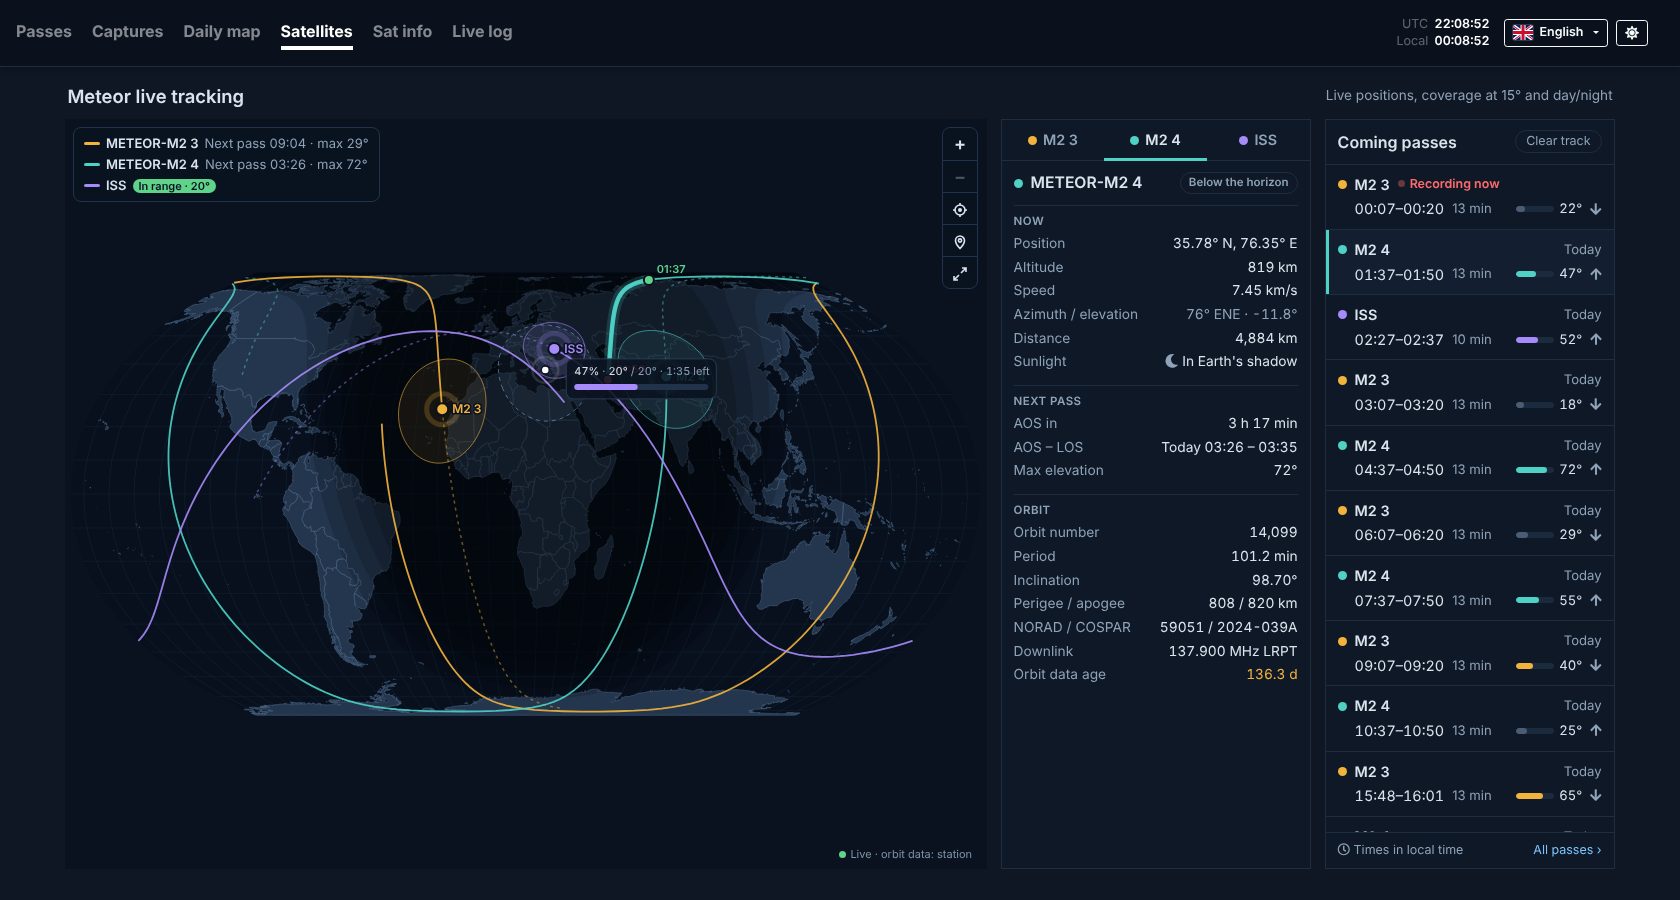 Passes Captures Daily map Satellites Sat info Live log
UTC 22:08:52
Local 00:08:52
English
Meteor live tracking
Live positions, coverage at 15° and day/night
METEOR-M2 3 Next pass 09:04 · max 29°
METEOR-M2 4 Next pass 03:26 · max 72°
ISS In range · 20°
+
−
01:37
ISS
47% · 20° / 20° · 1:35 left
M2 3
Live · orbit data: station
M2 3 M2 4 ISS
METEOR-M2 4 Below the horizon
NOW
Position 35.78° N, 76.35° E
Altitude 819 km
Speed 7.45 km/s
Azimuth / elevation 76° ENE · -11.8°
Distance 4,884 km
Sunlight In Earth's shadow
NEXT PASS
AOS in 3 h 17 min
AOS – LOS Today 03:26 – 03:35
Max elevation 72°
ORBIT
Orbit number 14,099
Period 101.2 min
Inclination 98.70°
Perigee / apogee 808 / 820 km
NORAD / COSPAR 59051 / 2024-039A
Downlink 137.900 MHz LRPT
Orbit data age 136.3 d
Coming passes Clear track
M2 3 Recording now
00:07–00:20 13 min 22° ↓
M2 4 Today
01:37–01:50 13 min 47° ↑
ISS Today
02:27–02:37 10 min 52° ↑
M2 3 Today
03:07–03:20 13 min 18° ↓
M2 4 Today
04:37–04:50 13 min 72° ↑
M2 3 Today
06:07–06:20 13 min 29° ↓
M2 4 Today
07:37–07:50 13 min 55° ↑
M2 3 Today
09:07–09:20 13 min 40° ↓
M2 4 Today
10:37–10:50 13 min 25° ↑
M2 3 Today
15:48–16:01 13 min 65° ↓
Times in local time All passes ›